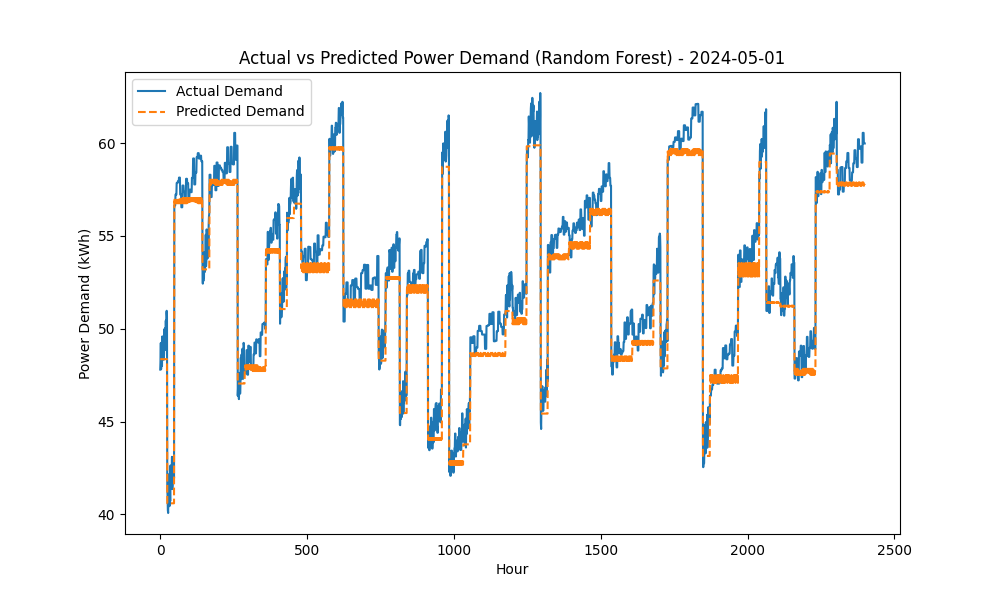 Actual vs Predicted Power Demand (Random Forest) - 2024-05-01
Actual Demand
Predicted Demand
Power Demand (kWh)
60
55
50
45
40
0
500
1000
1500
2000
2500
Hour